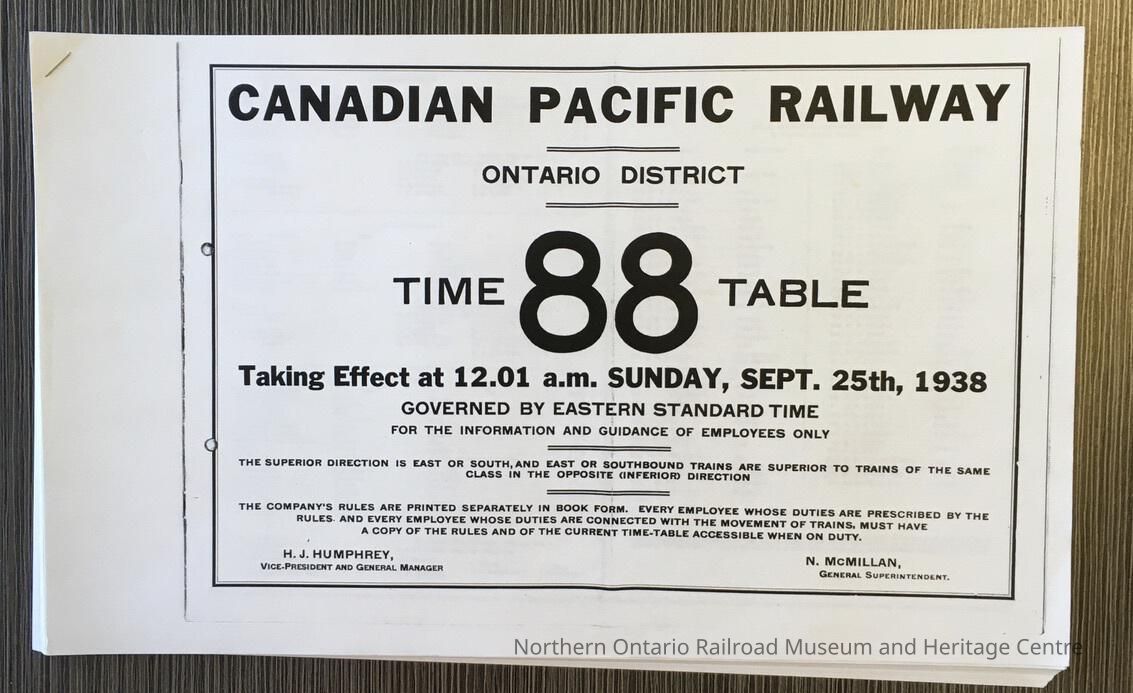 CANADIAN PACIFIC RAILWAY
ONTARIO DISTRICT
TIME 88 TABLE
Taking Effect at 12.01 a.m. SUNDAY, SEPT. 25th, 1938
GOVERNED BY EASTERN STANDARD TIME
FOR THE INFORMATION AND GUIDANCE OF EMPLOYEES ONLY
THE SUPERIOR DIRECTION IS EAST OR SOUTH, AND EAST OR SOUTHBOUND TRAINS ARE SUPERIOR TO TRAINS OF THE SAME
CLASS IN THE OPPOSITE (INFERIOR) DIRECTION
THE COMPANY'S RULES ARE PRINTED SEPARATELY IN BOOK FORM. EVERY EMPLOYEE WHOSE DUTIES ARE PRESCRIBED BY THE
RULES. AND EVERY EMPLOYEE WHOSE DUTIES ARE CONNECTED WITH THE MOVEMENT OF TRAINS, MUST HAVE
A COPY OF THE RULES AND OF THE CURRENT TIME-TABLE ACCESSIBLE WHEN ON DUTY.
H. J. HUMPHREY,
VICE-PRESIDENT AND GENERAL MANAGER
N. McMILLAN,
GENERAL SUPERINTENDENT.
Northern Ontario Railroad Museum and Heritage Centre